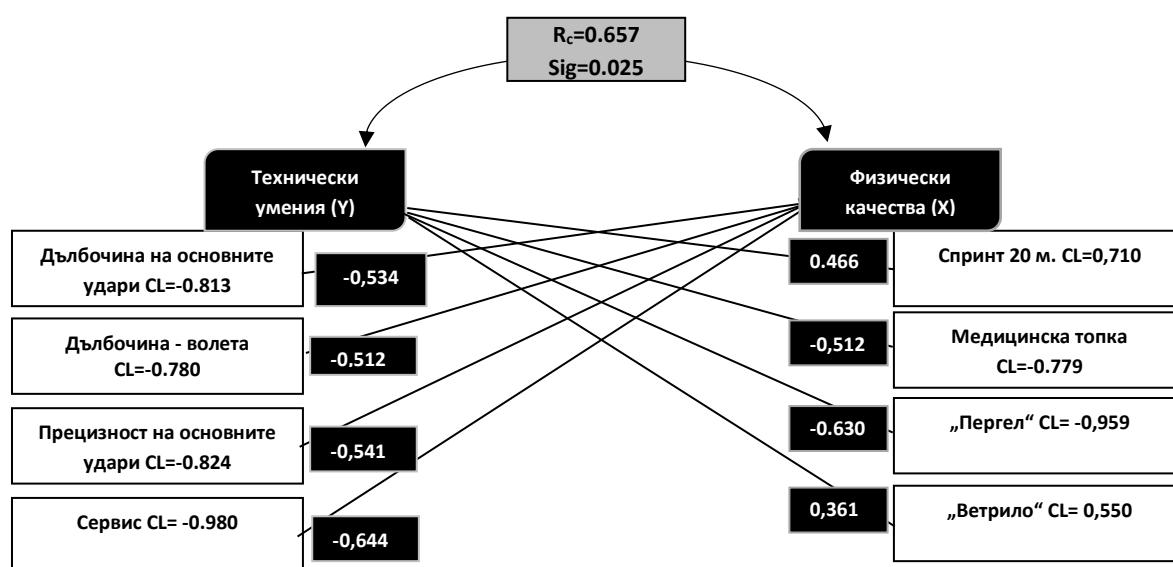 Rc=0.657
Sig=0.025
Технически
умения (Y)
Физически
качества (X)
Дълбочина на основните
удари CL=-0.813
-0,534
0.466
Спринт 20 м. CL=0,710
Дълбочина - волета
CL=-0.780
-0,512
-0,512
Медицинска топка
CL=-0.779
Прецизност на основните
удари CL=-0.824
-0,541
-0.630
„Пергел“ CL= -0,959
Сервис CL= -0.980
-0,644
0,361
„Ветрило“ CL= 0,550